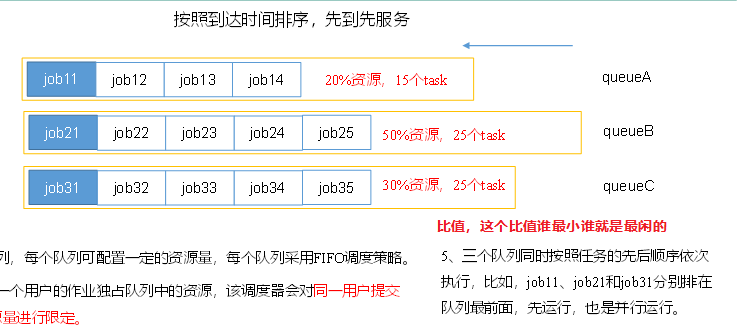 按照到达时间排序，先到先服务
job11 job12 job13 job14 20%资源，15个task queueA
job21 job22 job23 job24 job25 50%资源，25个task queueB
job31 job32 job33 job34 job35 30%资源，25个task queueC
比值，这个比值谁最小谁就是最闲的
列，每个队列可配置一定的资源量，每个队列采用FIFO调度策略。
一个用户的作业独占队列中的资源，该调度器会对同一用户提交
源量进行限定。
5、三个队列同时按照任务的先后顺序依次
执行，比如，job11、job21和job31分别排在
队列最前面，先运行，也是并行运行。